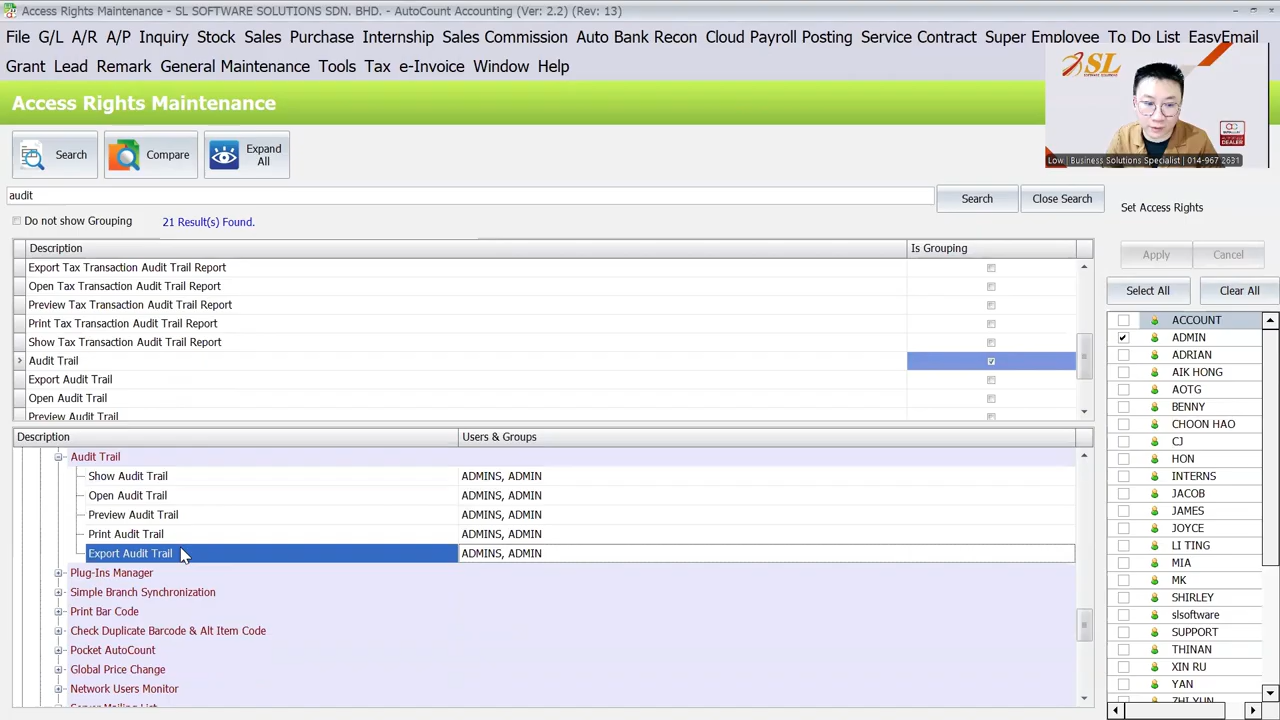 Access Rights Maintenance - SL SOFTWARE SOLUTIONS SDN. BHD. - AutoCount Accounting (Ver: 2.2) (Rev: 13)
File G/L A/R A/P Inquiry Stock Sales Purchase Internship Sales Commission Auto Bank Recon Cloud Payroll Posting Service Contract Super Employee To Do List EasyEmail
Grant Lead Remark General Maintenance Tools Tax e-Invoice Window Help
SL
Low | Business Solutions Specialist | 014-967 2631
Access Rights Maintenance
Search
Compare
Expand
All
audit
Search
Close Search
Do not show Grouping
21 Result(s) Found.
Description
Is Grouping
Export Tax Transaction Audit Trail Report
Open Tax Transaction Audit Trail Report
Preview Tax Transaction Audit Trail Report
Print Tax Transaction Audit Trail Report
Show Tax Transaction Audit Trail Report
Audit Trail
Export Audit Trail
Open Audit Trail
Preview Audit Trail
Description
Users & Groups
Audit Trail
Show Audit Trail ADMINS, ADMIN
Open Audit Trail ADMINS, ADMIN
Preview Audit Trail ADMINS, ADMIN
Print Audit Trail ADMINS, ADMIN
Export Audit Trail ADMINS, ADMIN
Plug-Ins Manager
Simple Branch Synchronization
Print Bar Code
Check Duplicate Barcode & Alt Item Code
Pocket AutoCount
Global Price Change
Network Users Monitor
Server Mailing List
Set Access Rights
Apply
Cancel
Select All
Clear All
ACCOUNT
ADMIN
ADRIAN
AIK HONG
AOTG
BENNY
CHOON HAO
CJ
HON
INTERNS
JACOB
JAMES
JOYCE
LI TING
MIA
MK
SHIRLEY
slsoftware
SUPPORT
THINAN
XIN RU
YAN
ZHI YUN